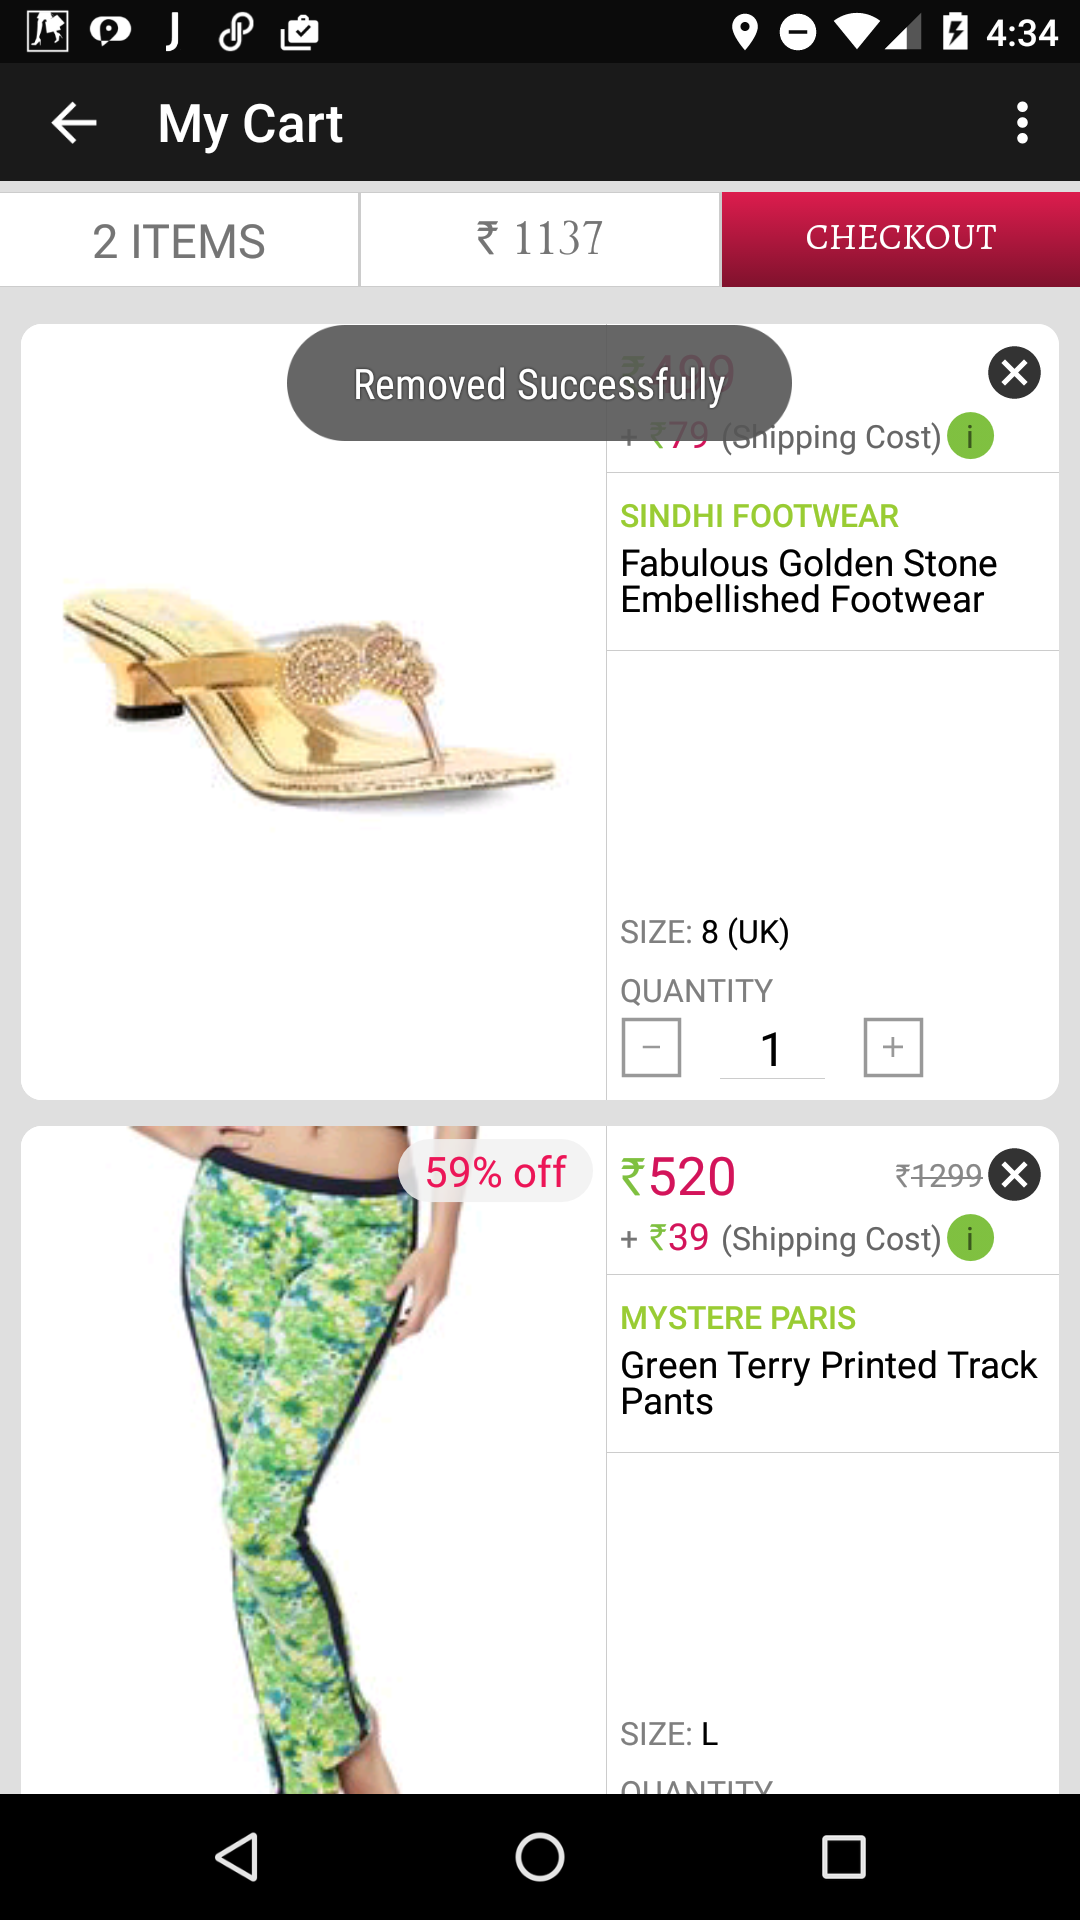 4:34
My Cart
2 ITEMS
₹ 1137
CHECKOUT
Removed Successfully
₹499
+ ₹79 (Shipping Cost) i
SINDHI FOOTWEAR
Fabulous Golden Stone
Embellished Footwear
SIZE: 8 (UK)
QUANTITY
− 1 +
59% off
₹520 ₹1299
+ ₹39 (Shipping Cost) i
MYSTERE PARIS
Green Terry Printed Track
Pants
SIZE: L
QUANTITY